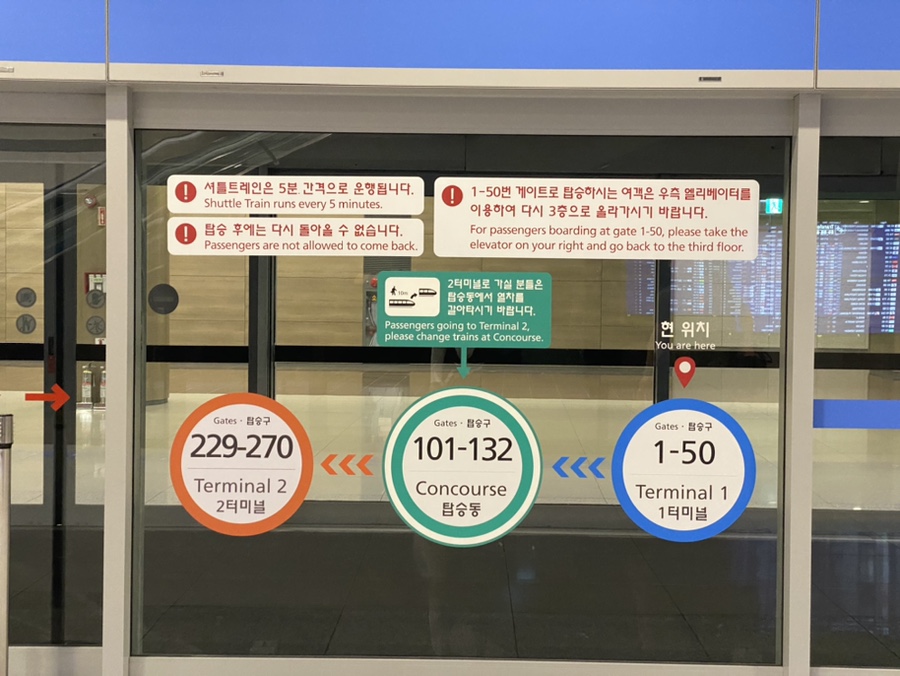 셔틀트레인은 5분 간격으로 운행됩니다.
Shuttle Train runs every 5 minutes.
탑승 후에는 다시 돌아올 수 없습니다.
Passengers are not allowed to come back.
1-50번 게이트로 탑승하시는 여객은 우측 엘리베이터를
이용하여 다시 3층으로 올라가시기 바랍니다.
For passengers boarding at gate 1-50, please take the
elevator on your right and go back to the third floor.
2터미널로 가실 분들은
탑승동에서 열차를
갈아타시기 바랍니다.
Passengers going to Terminal 2,
please change trains at Concourse.
현 위치
You are here
Gates · 탑승구
229-270
Terminal 2
2터미널
Gates · 탑승구
101-132
Concourse
탑승동
Gates · 탑승구
1-50
Terminal 1
1터미널